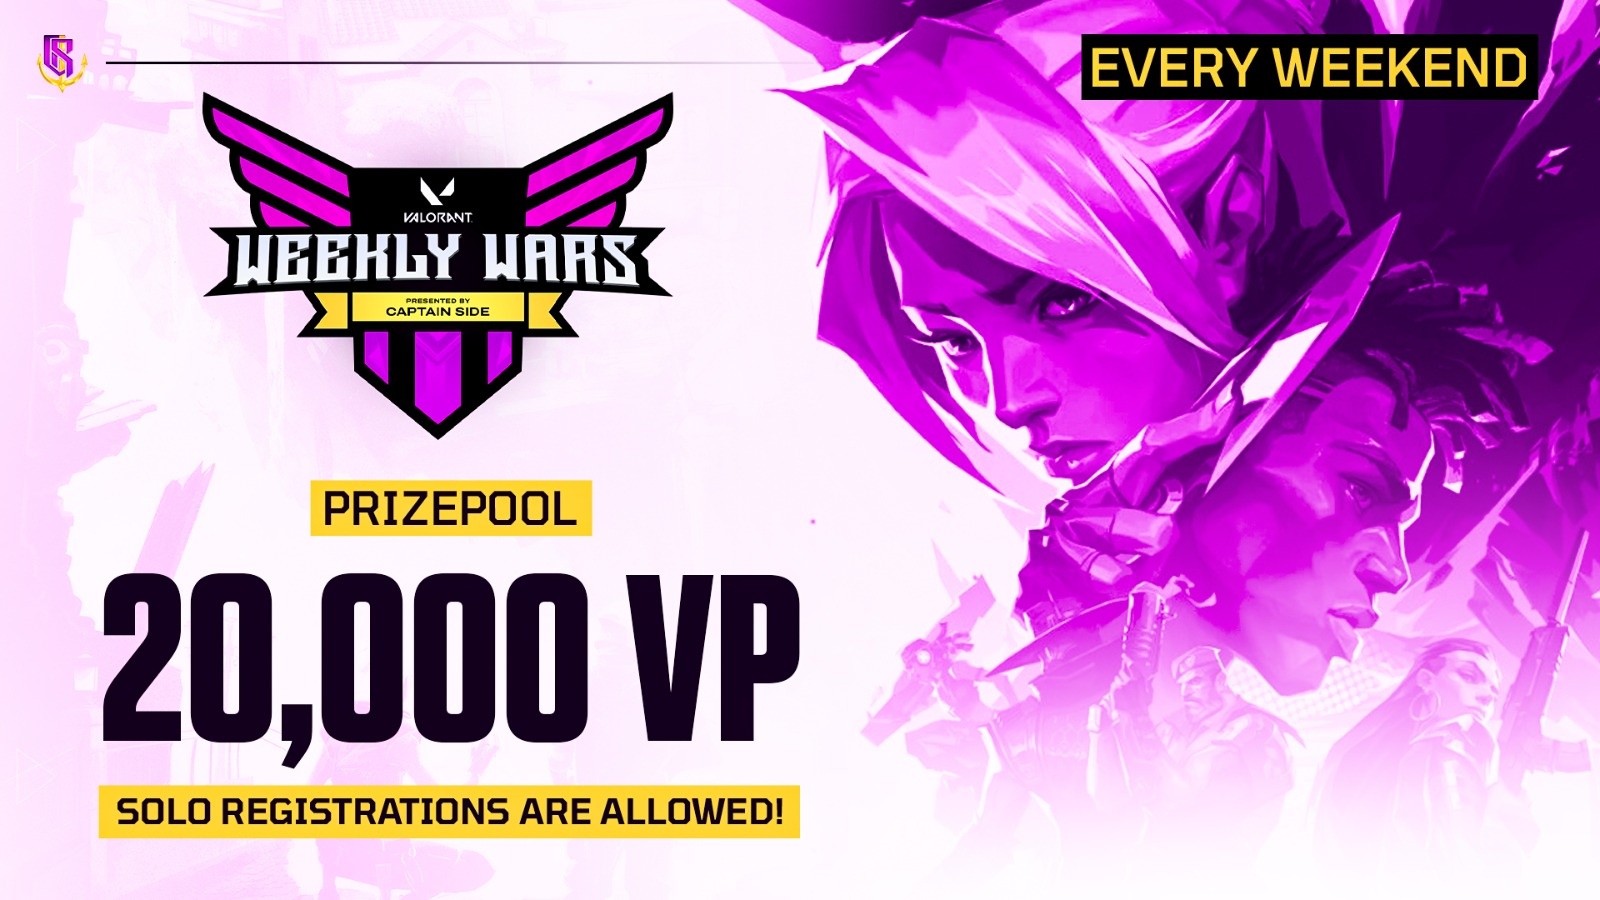 EVERY WEEKEND
VALORANT
WEEKLY WARS
PRESENTED BY
CAPTAIN SIDE
PRIZEPOOL
20,000 VP
SOLO REGISTRATIONS ARE ALLOWED!